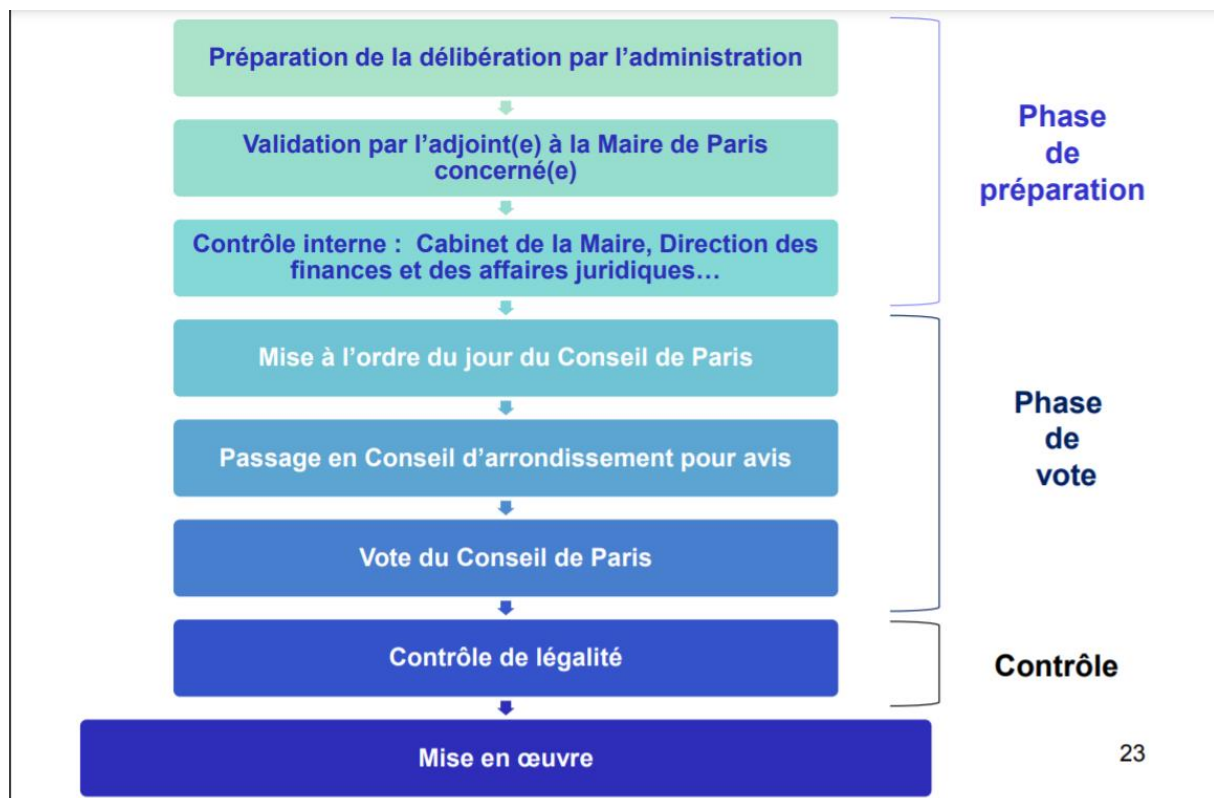 Préparation de la délibération par l’administration
Validation par l’adjoint(e) à la Maire de Paris
concerné(e)
Contrôle interne :  Cabinet de la Maire, Direction des
finances et des affaires juridiques…
Phase
de
préparation
Mise à l’ordre du jour du Conseil de Paris
Passage en Conseil d’arrondissement pour avis
Vote du Conseil de Paris
Phase
de
vote
Contrôle de légalité
Contrôle
Mise en œuvre
23